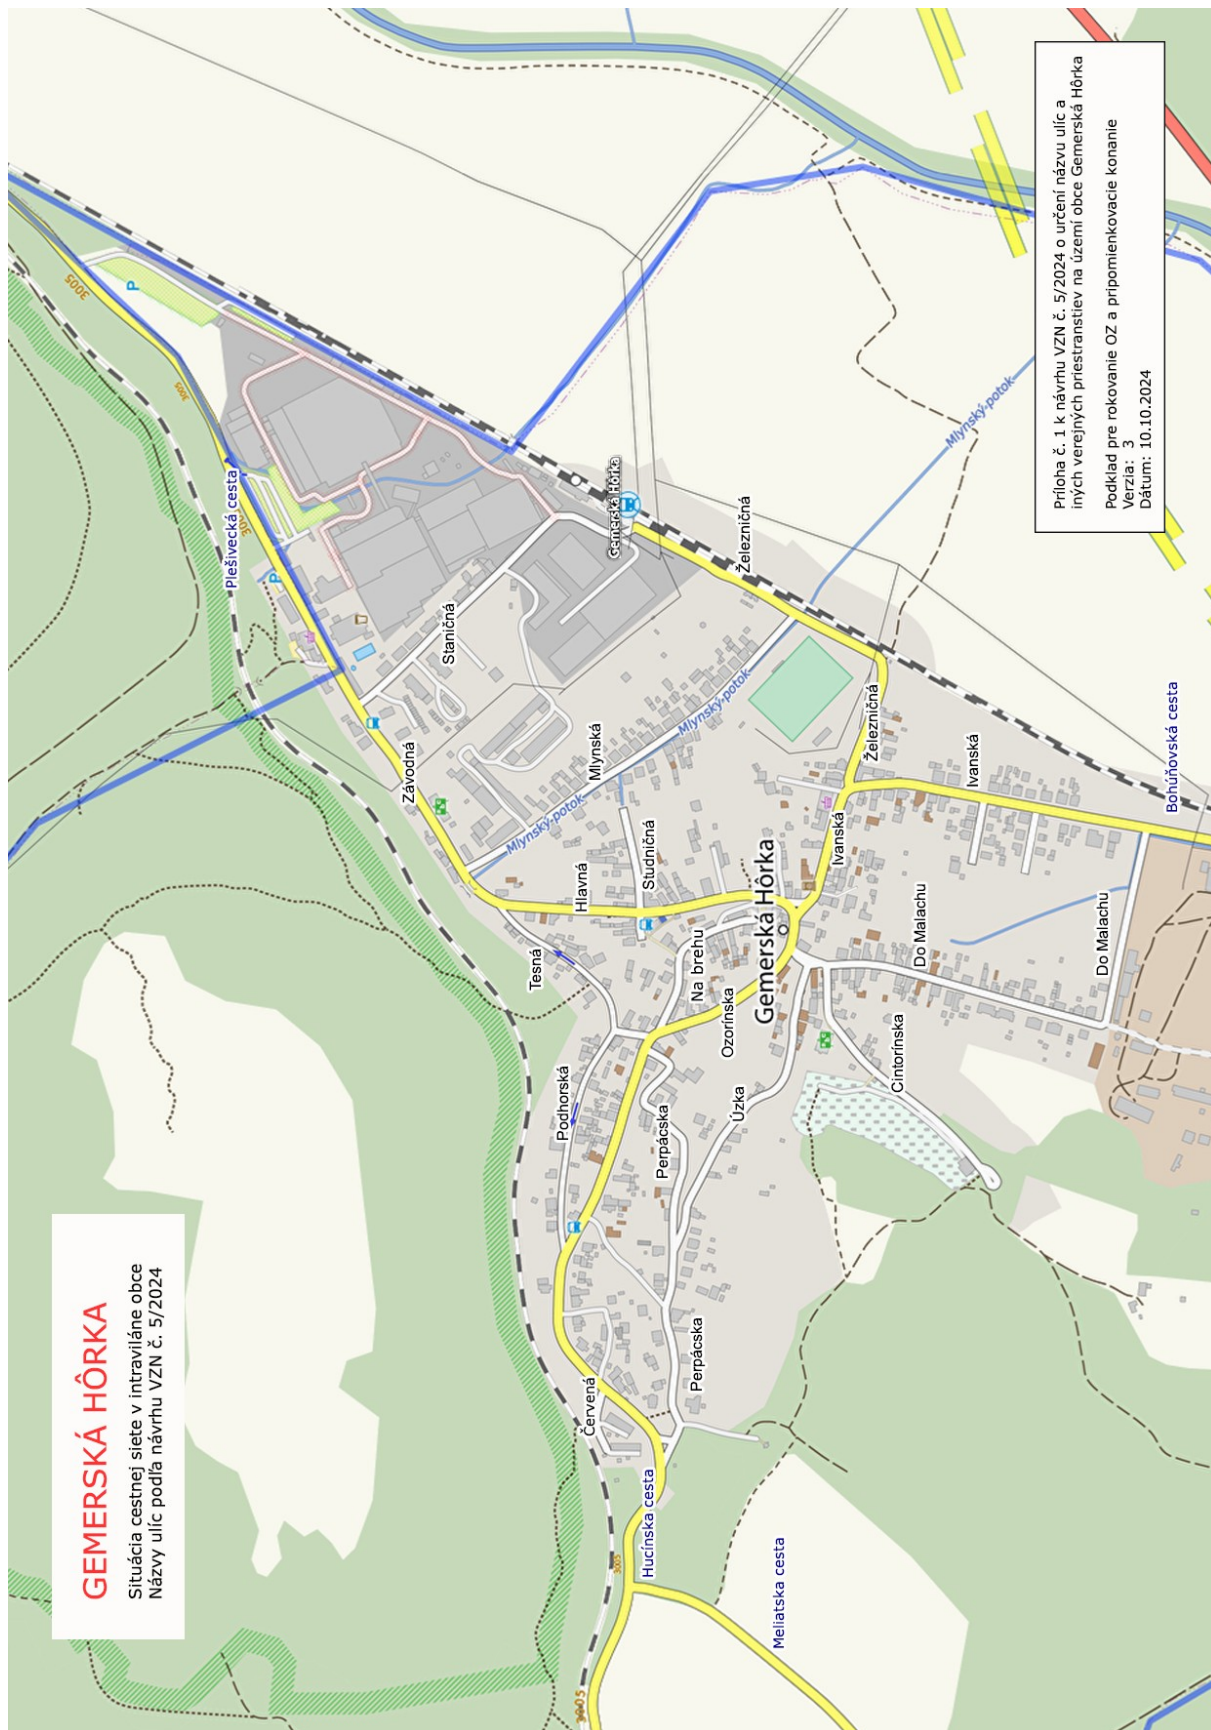 GEMERSKÁ HÔRKA
Situácia cestnej siete v intraviláne obce
Názvy ulíc podľa návrhu VZN č. 5/2024
3005
P
3005
Plešivecká cesta
P
Závodná
Staničná
Gemerská Hôrka
Železničná
Mlynský-potok
Mlynská
Mlynský-potok
Mlynský-potok
Tesná
Hlavná
Studničná
Na brehu
Ozorínska
Gemerská Hôrka
Ivanská
Železničná
Ivanská
Bohúňovská cesta
Do Malachu
Do Malachu
Podhorská
Perpácska
Úzka
Cintorínska
Červená
Perpácska
Hucínska cesta
3005
3005
Meliatska cesta
Príloha č. 1 k návrhu VZN č. 5/2024 o určení názvu ulíc a
iných verejných priestranstiev na území obce Gemerská Hôrka
Podklad pre rokovanie OZ a pripomienkovacie konanie
Verzia: 3
Dátum: 10.10.2024